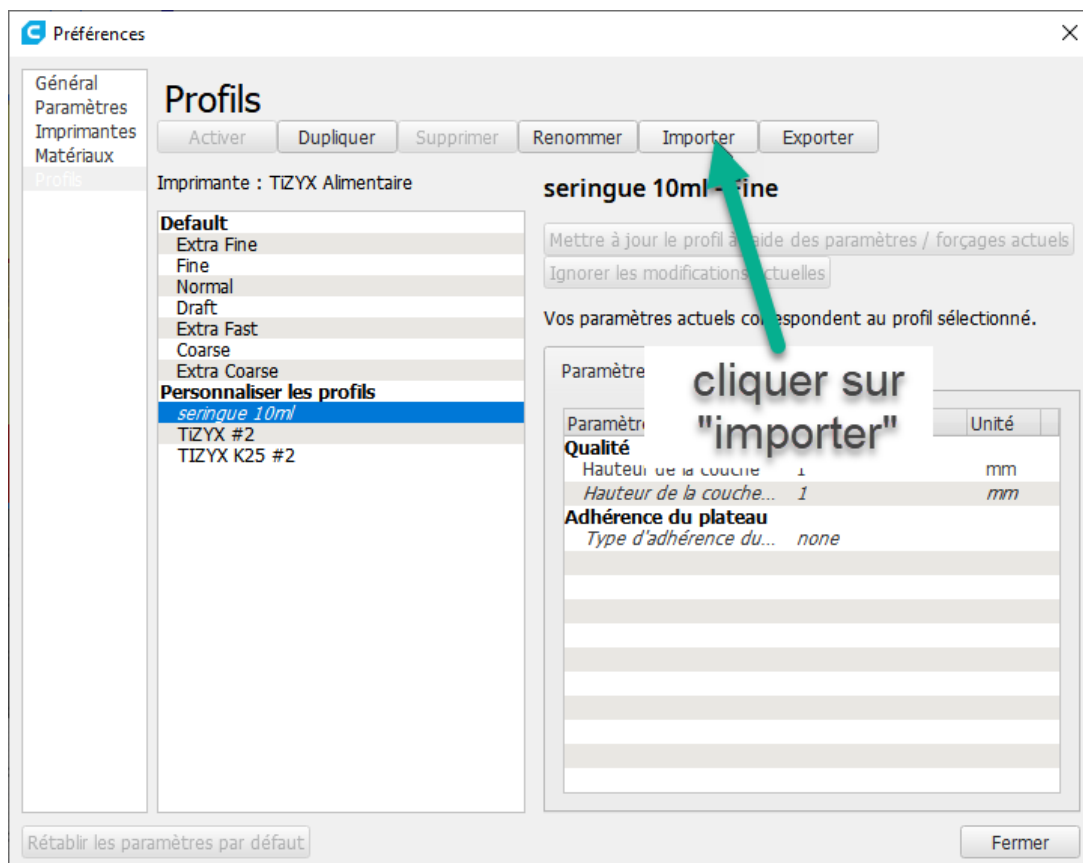 Préférences
Général
Paramètres
Imprimantes
Matériaux
Profils
Profils
Activer
Dupliquer
Supprimer
Renommer
Importer
Exporter
Imprimante : TiZYX Alimentaire
Default
Extra Fine
Fine
Normal
Draft
Extra Fast
Coarse
Extra Coarse
Personnaliser les profils
seringue 10ml
TiZYX #2
TIZYX K25 #2
seringue 10ml - Fine
Mettre à jour le profil à aide des paramètres / forçages actuels
Ignorer les modifications actuelles
Vos paramètres actuels correspondent au profil sélectionné.
Paramètre
cliquer sur
"importer"
Paramètr Unité
Qualité
Hauteur de la couche 1 mm
Hauteur de la couche... 1 mm
Adhérence du plateau
Type d'adhérence du... none
Rétablir les paramètres par défaut
Fermer